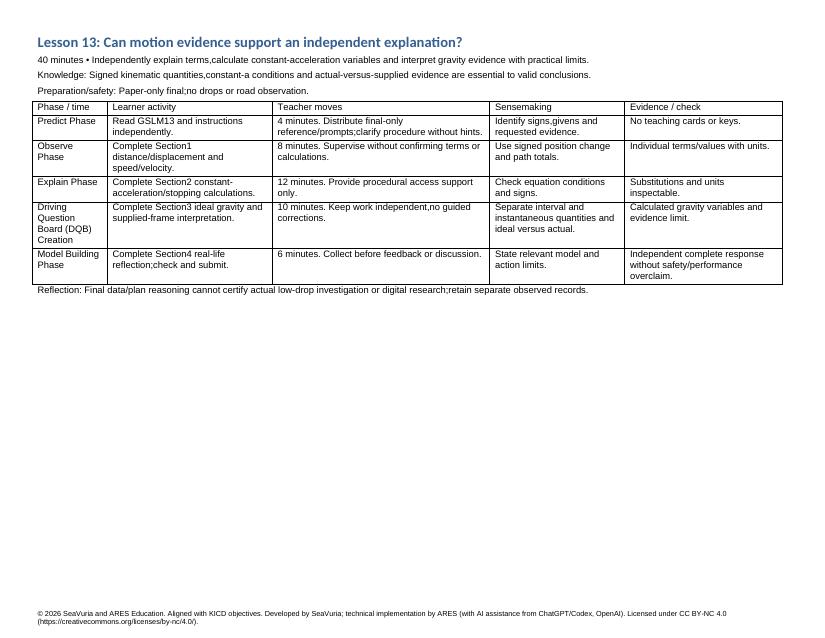 Lesson 13: Can motion evidence support an independent explanation?
40 minutes • Independently explain terms,calculate constant-acceleration variables and interpret gravity evidence with practical limits.
Knowledge: Signed kinematic quantities,constant-a conditions and actual-versus-supplied evidence are essential to valid conclusions.
Preparation/safety: Paper-only final;no drops or road observation.
Phase / time
Learner activity
Teacher moves
Sensemaking
Evidence / check
Predict Phase
Read GSLM13 and instructions
independently.
4 minutes. Distribute final-only
reference/prompts;clarify procedure without hints.
Identify signs,givens and
requested evidence.
No teaching cards or keys.
Observe
Phase
Complete Section1
distance/displacement and
speed/velocity.
8 minutes. Supervise without confirming terms or
calculations.
Use signed position change
and path totals.
Individual terms/values with units.
Explain Phase
Complete Section2 constant-
acceleration/stopping calculations.
12 minutes. Provide procedural access support
only.
Check equation conditions
and signs.
Substitutions and units
inspectable.
Driving
Question
Board (DQB)
Creation
Complete Section3 ideal gravity and
supplied-frame interpretation.
10 minutes. Keep work independent,no guided
corrections.
Separate interval and
instantaneous quantities and
ideal versus actual.
Calculated gravity variables and
evidence limit.
Model Building
Phase
Complete Section4 real-life
reflection;check and submit.
6 minutes. Collect before feedback or discussion.
State relevant model and
action limits.
Independent complete response
without safety/performance
overclaim.
Reflection: Final data/plan reasoning cannot certify actual low-drop investigation or digital research;retain separate observed records.
© 2026 SeaVuria and ARES Education. Aligned with KICD objectives. Developed by SeaVuria; technical implementation by ARES (with AI assistance from ChatGPT/Codex, OpenAI). Licensed under CC BY-NC 4.0
(https://creativecommons.org/licenses/by-nc/4.0/).